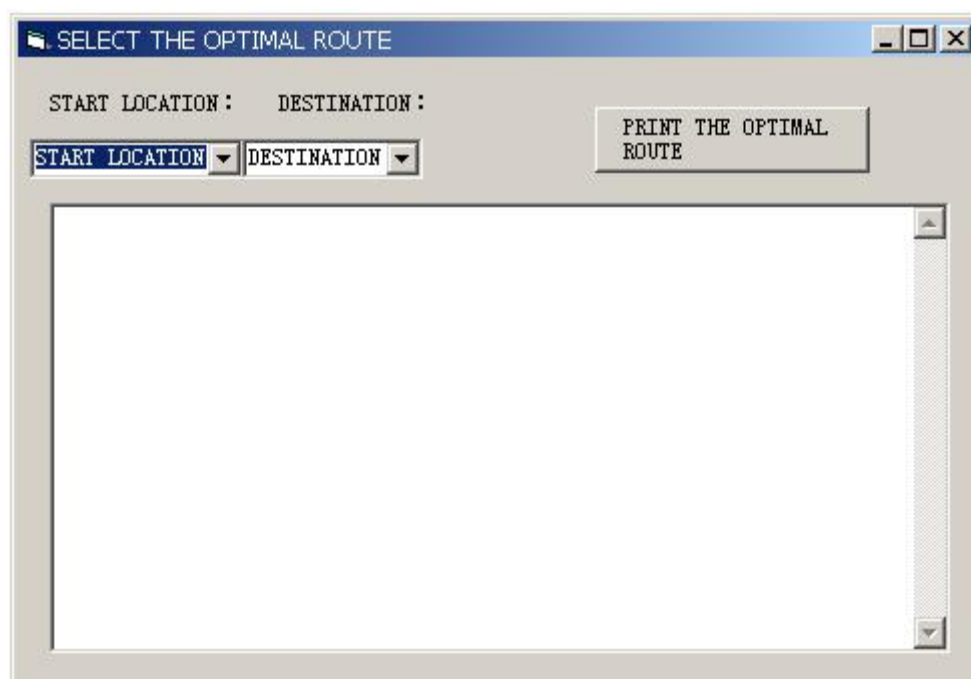 SELECT THE OPTIMAL ROUTE
START LOCATION: DESTINATION:
PRINT THE OPTIMAL
ROUTE
START LOCATION DESTINATION